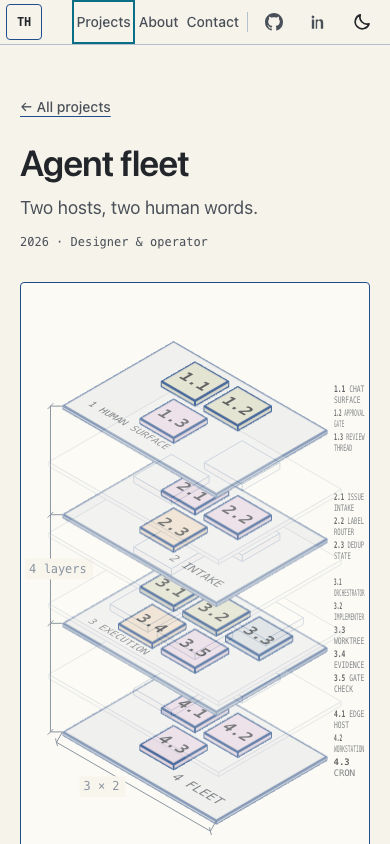 TH
Projects About Contact
← All projects
Agent fleet
Two hosts, two human words.
2026 · Designer & operator
1.1
1.2
1.3
1 HUMAN SURFACE
1.1 CHAT
SURFACE
1.2 APPROVAL
GATE
1.3 REVIEW
THREAD
2.1
2.2
2.3
2 INTAKE
2.1 ISSUE
INTAKE
2.2 LABEL
ROUTER
2.3 DEDUP
STATE
4 layers
3.1
3.2
3.3
3.4
3.5
3 EXECUTION
3.1
ORCHESTRATOR
3.2
IMPLEMENTER
3.3
WORKTREE
3.4
EVIDENCE
3.5 GATE
CHECK
4.1
4.2
4.3
4 FLEET
4.1 EDGE
HOST
4.2
WORKSTATION
4.3
CRON
3 × 2